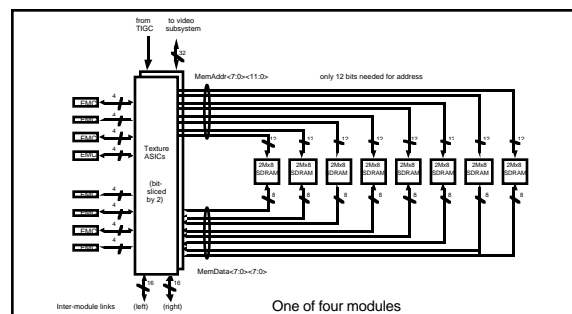 from
TIGC
to video
subsystem
32
MemAddr<7:0><11:0>
only 12 bits needed for address
4
EMC
4
EMC
4
EMC
4
EMC
Texture
ASICs
(bit-
sliced
by 2)
12 12 12 12 12 12 12 12
2Mx8 2Mx8 2Mx8 2Mx8 2Mx8 2Mx8 2Mx8 2Mx8
SDRAM SDRAM SDRAM SDRAM SDRAM SDRAM SDRAM SDRAM
8 8 8 8 8 8 8 8
4
EMC
4
EMC
4
EMC
4
EMC
MemData<7:0><7:0>
16 16
Inter-module links (left) (right)
One of four modules